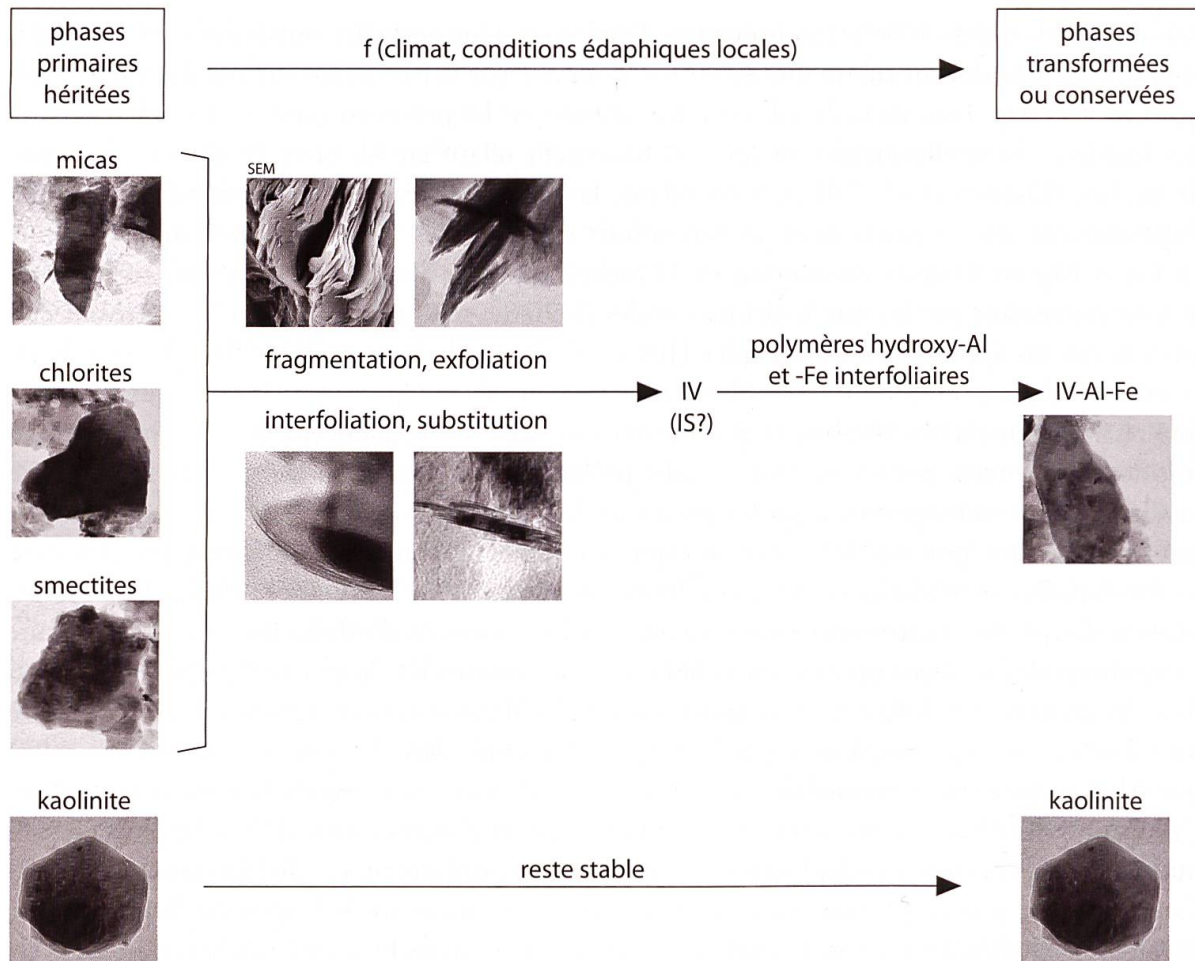 phases
primaires
héritées
f (climat, conditions édaphiques locales)
phases
transformées
ou conservées
micas
SEM
fragmentation, exfoliation
chlorites
interfoliation, substitution
IV
(IS?)
polymères hydroxy-Al
et -Fe interfoliaires
IV-Al-Fe
smectites
kaolinite
reste stable
kaolinite